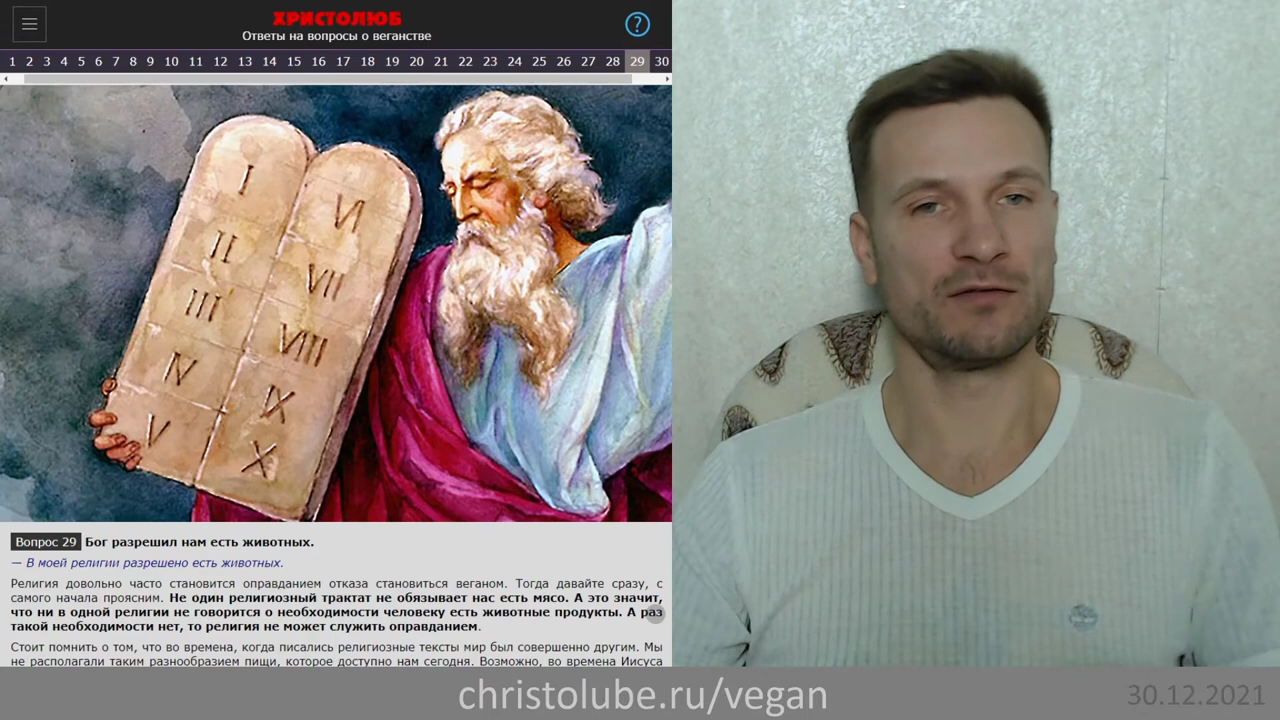 ХРИСТОЛЮБ
Ответы на вопросы о веганстве
?
1 2 3 4 5 6 7 8 9 10 11 12 13 14 15 16 17 18 19 20 21 22 23 24 25 26 27 28 29 30
I
II
III
IV
V
VI
VII
VIII
IX
X
Вопрос 29 Бог разрешил нам есть животных.
— В моей религии разрешено есть животных.
Религия довольно часто становится оправданием отказа становиться веганом. Тогда давайте сразу, с
самого начала проясним. Не один религиозный трактат не обязывает нас есть мясо. А это значит,
что ни в одной религии не говорится о необходимости человеку есть животные продукты. А раз
такой необходимости нет, то религия не может служить оправданием.
Стоит помнить о том, что во времена, когда писались религиозные тексты мир был совершенно другим. Мы
не располагали таким разнообразием пищи, которое доступно нам сегодня. Возможно, во времена Иисуса
christolube.ru/vegan
30.12.2021